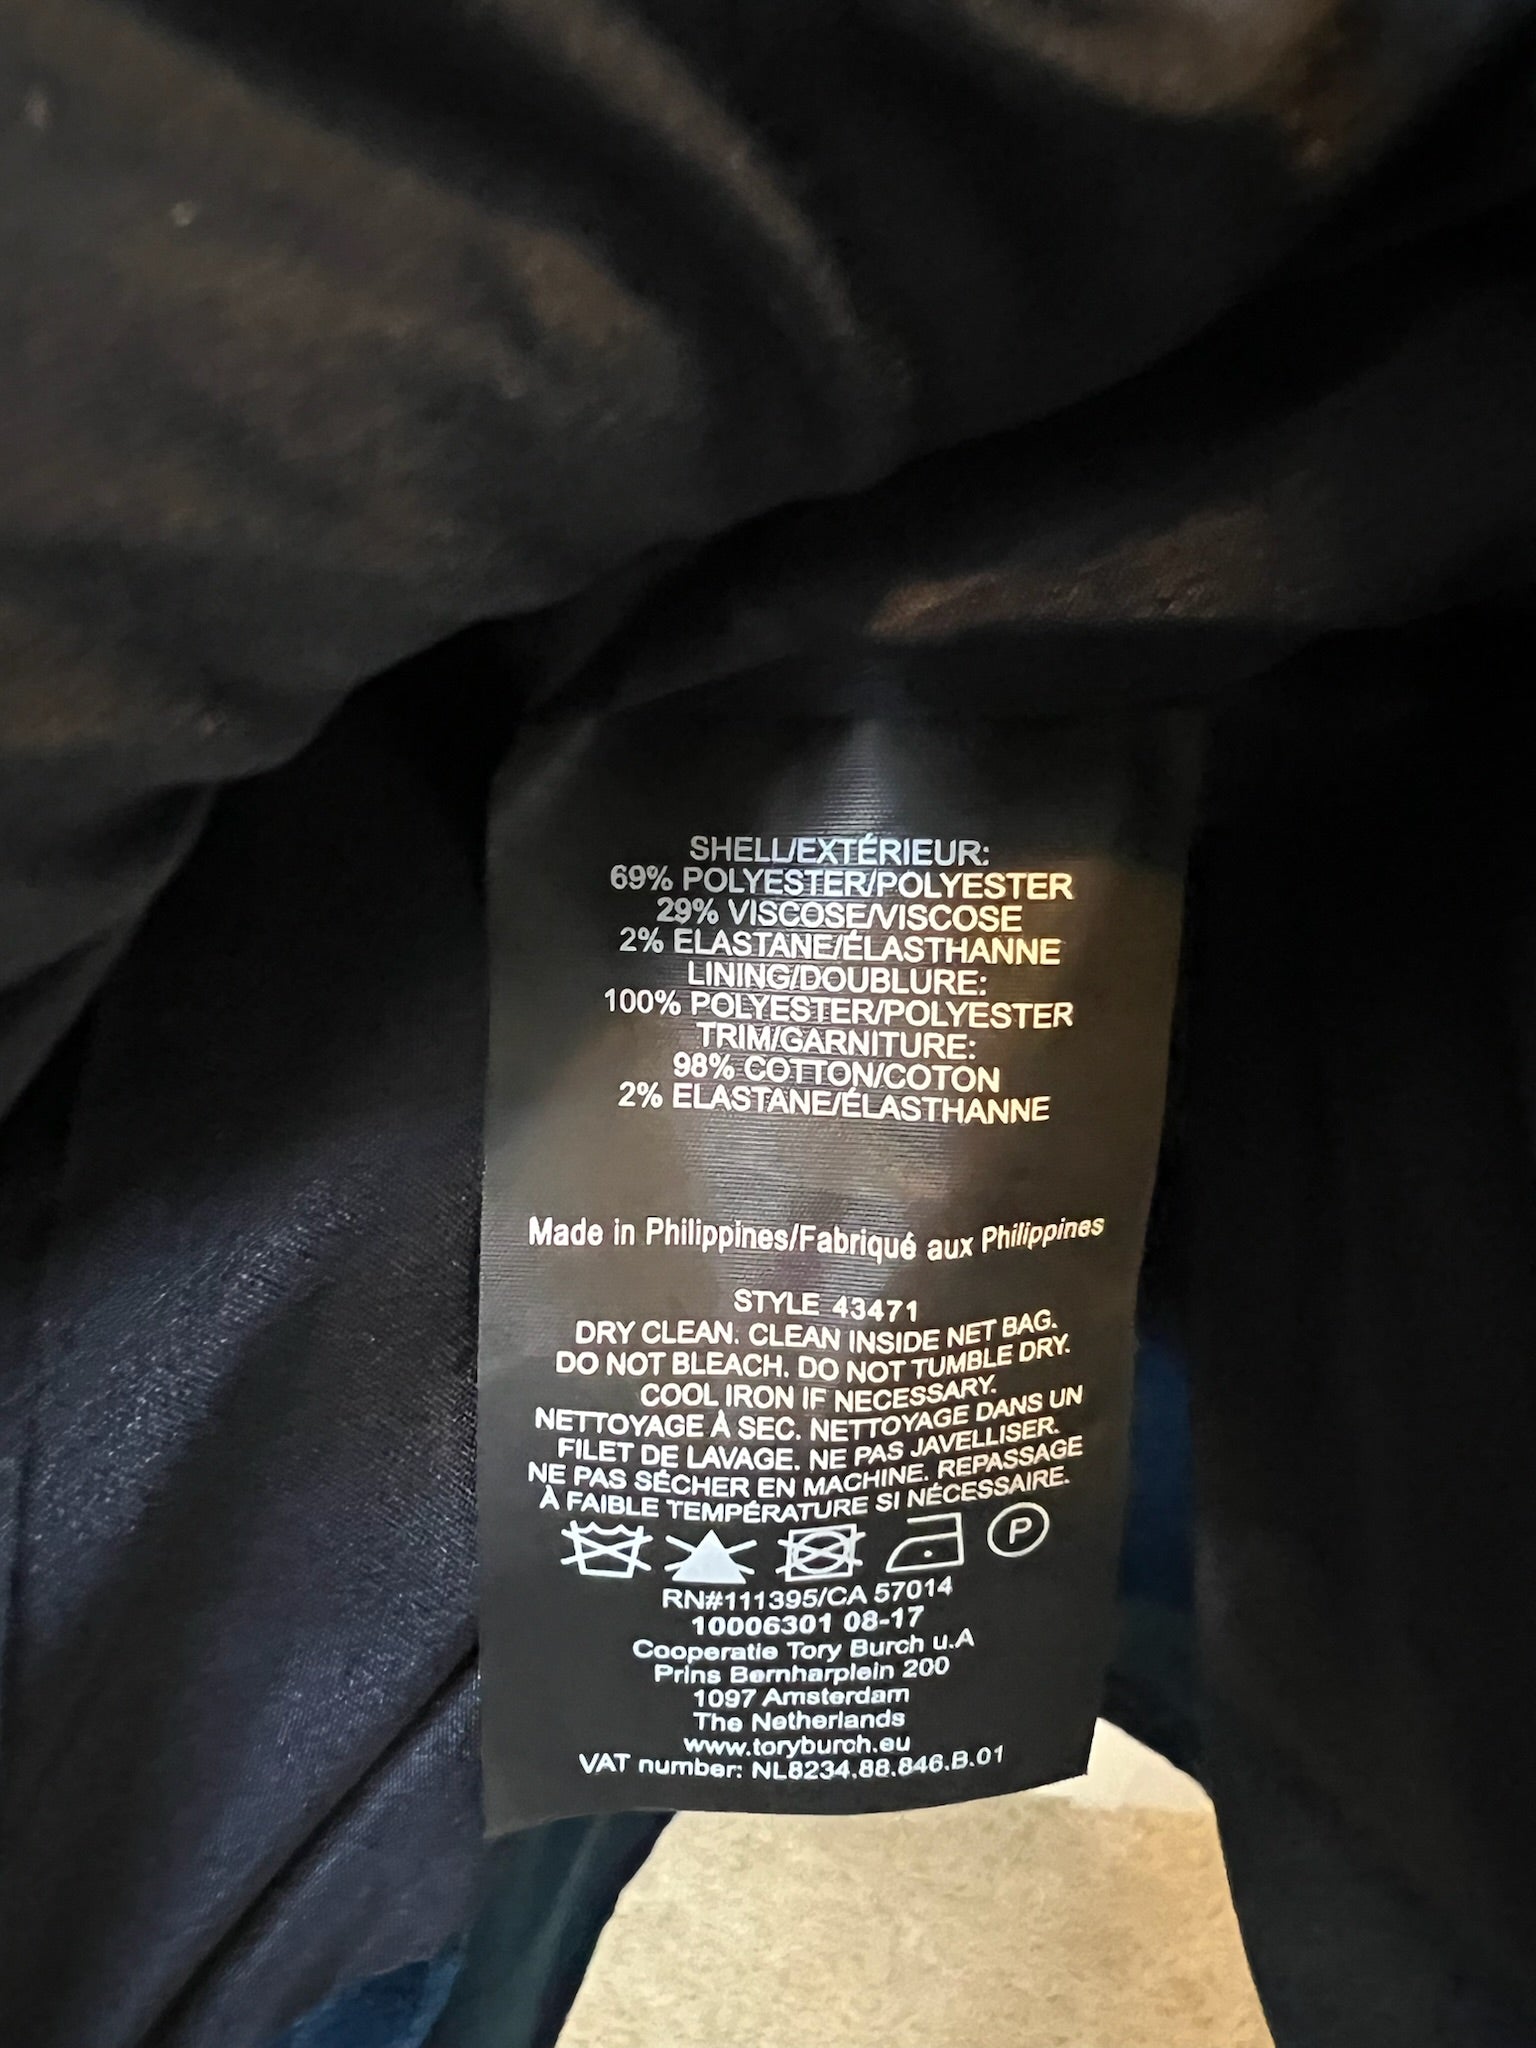 SHELL/EXTÉRIEUR:
69% POLYESTER/POLYESTER
29% VISCOSE/VISCOSE
2% ELASTANE/ÉLASTHANNE
LINING/DOUBLURE:
100% POLYESTER/POLYESTER
TRIM/GARNITURE:
98% COTTON/COTON
2% ELASTANE/ÉLASTHANNE
Made in Philippines/Fabriqué aux Philippines
STYLE 43471
DRY CLEAN. CLEAN INSIDE NET BAG.
DO NOT BLEACH. DO NOT TUMBLE DRY.
COOL IRON IF NECESSARY.
NETTOYAGE À SEC. NETTOYAGE DANS UN
FILET DE LAVAGE. NE PAS JAVELLISER.
NE PAS SÉCHER EN MACHINE. REPASSAGE
À FAIBLE TEMPÉRATURE SI NÉCESSAIRE.
P
RN#111395/CA 57014
10006301 08-17
Cooperatie Tory Burch u.A
Prins Bernharplein 200
1097 Amsterdam
The Netherlands
www.toryburch.eu
VAT number: NL8234.88.846.B.01